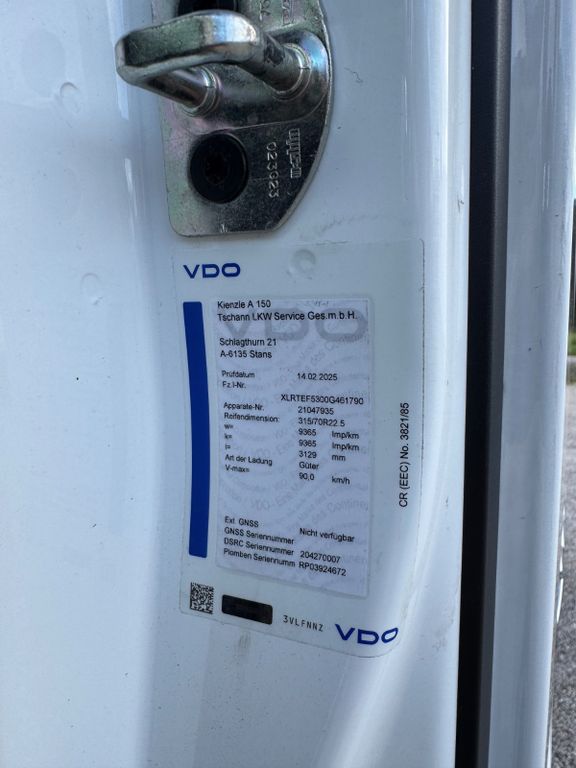 023923
VDO
Kienzle A 150
Tschann LKW Service Ges.m.b.H.
Schlagthurn 21
A-6135 Stans
Prüfdatum 14.02.2025
Fz.I-Nr. XLRTEF5300G461790
Apparate-Nr. 21047935
Reifendimension: 315/70R22.5
w= 9365 Imp/km
k= 9365 Imp/km
l= 3129 mm
Art der Ladung Güter
V-max= 90,0 km/h
Ext. GNSS
GNSS Seriennummer Nicht verfügbar
DSRC Seriennummer 204270007
Plomben Seriennummer RP03924672
CR (EEC) No. 3821/85
3VLFNNZ
VDO